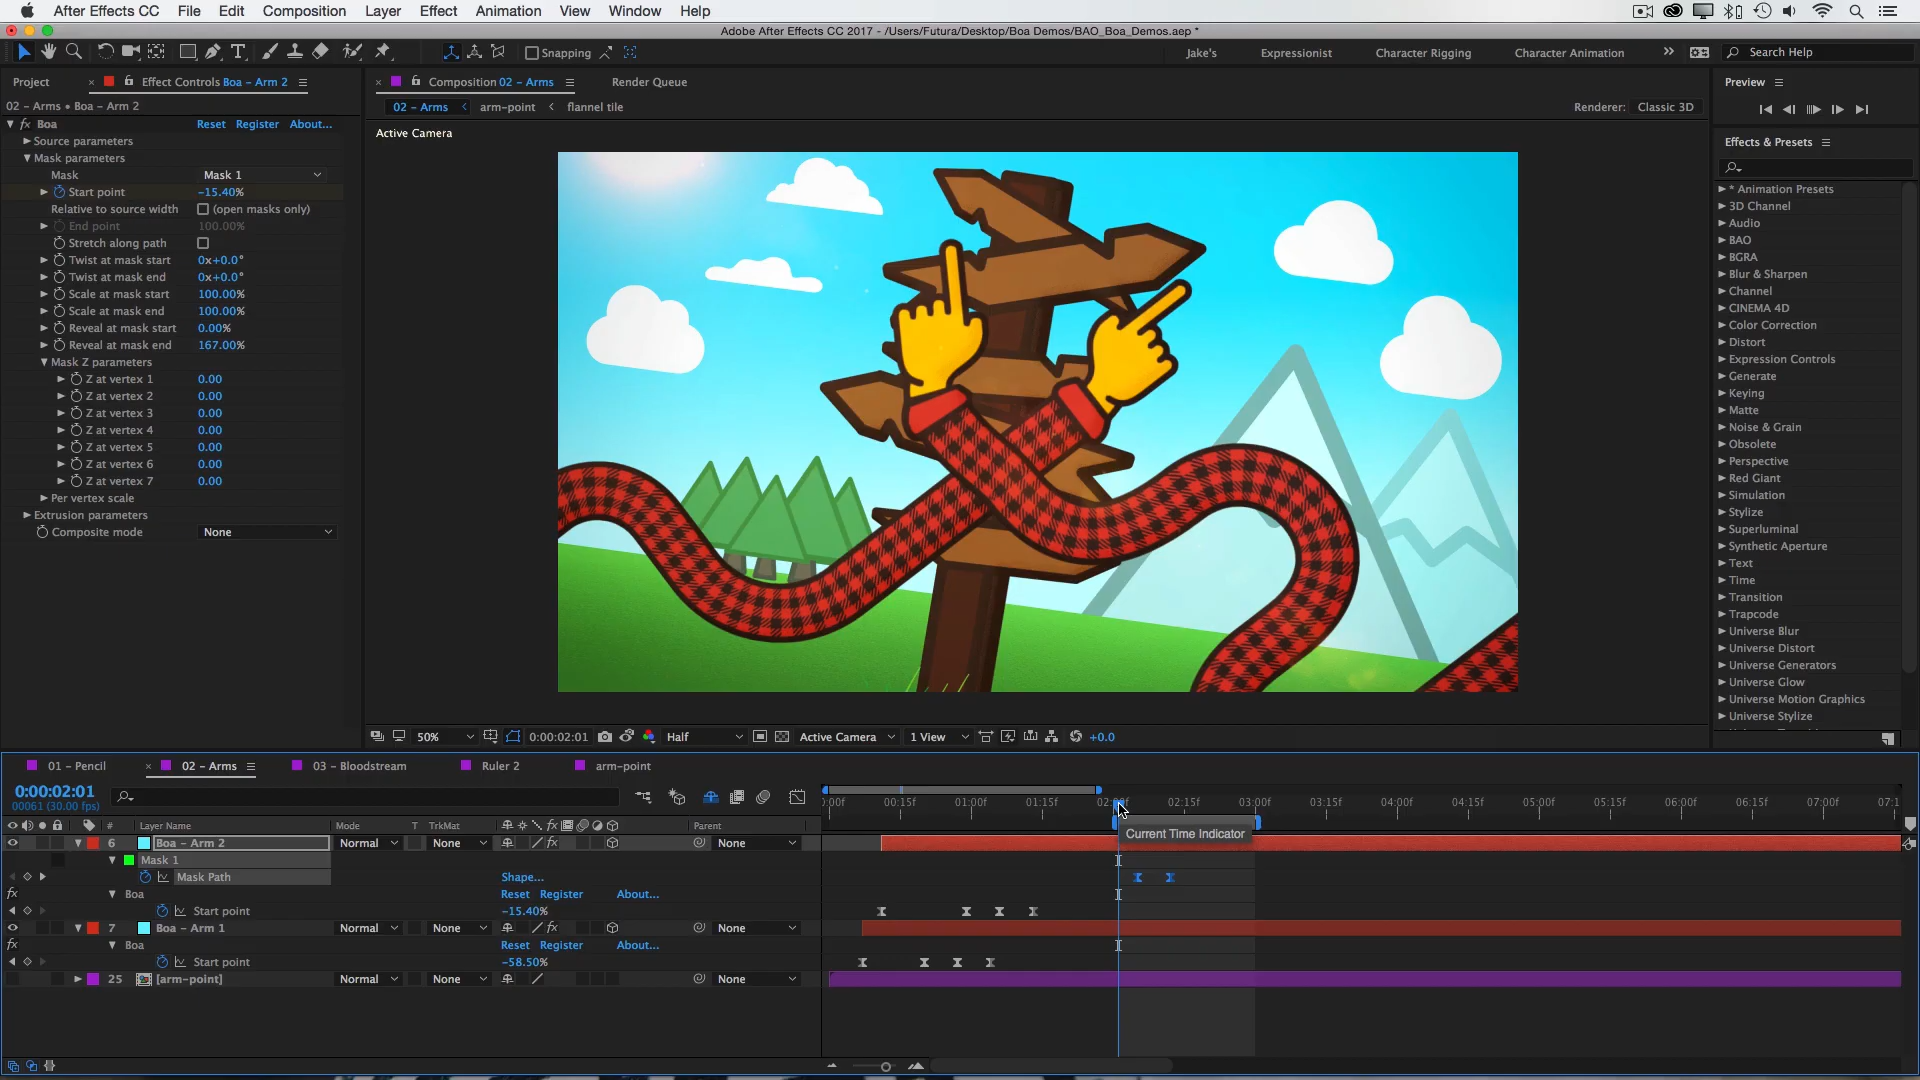 After Effects CC File Edit Composition Layer Effect Animation View Window Help
Adobe After Effects CC 2017 - /Users/Futura/Desktop/Boa Demos/BAO_Boa_Demos.aep *
Snapping
Jake's Expressionist Character Rigging Character Animation Search Help
Project Effect Controls Boa - Arm 2
02 - Arms • Boa - Arm 2
fx Boa Reset Register About...
Source parameters
Mask parameters
Mask Mask 1
Start point -15.40%
Relative to source width (open masks only)
End point 100.00%
Stretch along path
Twist at mask start 0x+0.0°
Twist at mask end 0x+0.0°
Scale at mask start 100.00%
Scale at mask end 100.00%
Reveal at mask start 0.00%
Reveal at mask end 167.00%
Mask Z parameters
Z at vertex 1 0.00
Z at vertex 2 0.00
Z at vertex 3 0.00
Z at vertex 4 0.00
Z at vertex 5 0.00
Z at vertex 6 0.00
Z at vertex 7 0.00
Per vertex scale
Extrusion parameters
Composite mode None
Composition 02 - Arms Render Queue
02 - Arms arm-point flannel tile
Renderer: Classic 3D
Active Camera
50% 0:00:02:01 Half Active Camera 1 View +0.0
Preview
Effects & Presets
* Animation Presets
3D Channel
Audio
BAO
BGRA
Blur & Sharpen
Channel
CINEMA 4D
Color Correction
Distort
Expression Controls
Generate
Keying
Matte
Noise & Grain
Obsolete
Perspective
Red Giant
Simulation
Stylize
Superluminal
Synthetic Aperture
Text
Time
Transition
Trapcode
Universe Blur
Universe Distort
Universe Generators
Universe Glow
Universe Motion Graphics
Universe Stylize
01 - Pencil 02 - Arms 03 - Bloodstream Ruler 2 arm-point
0:00:02:01
00061 (30.00 fps)
:00f 00:15f 01:00f 01:15f 02:00f 02:15f 03:00f 03:15f 04:00f 04:15f 05:00f 05:15f 06:00f 06:15f 07:00f 07:1
# Layer Name Mode T TrkMat fx Parent
Current Time Indicator
6 Boa - Arm 2 Normal None fx None
Mask 1
Mask Path Shape...
fx Boa Reset Register About...
Start point -15.40%
7 Boa - Arm 1 Normal None fx None
fx Boa Reset Register About...
Start point -58.50%
25 [arm-point] Normal None None